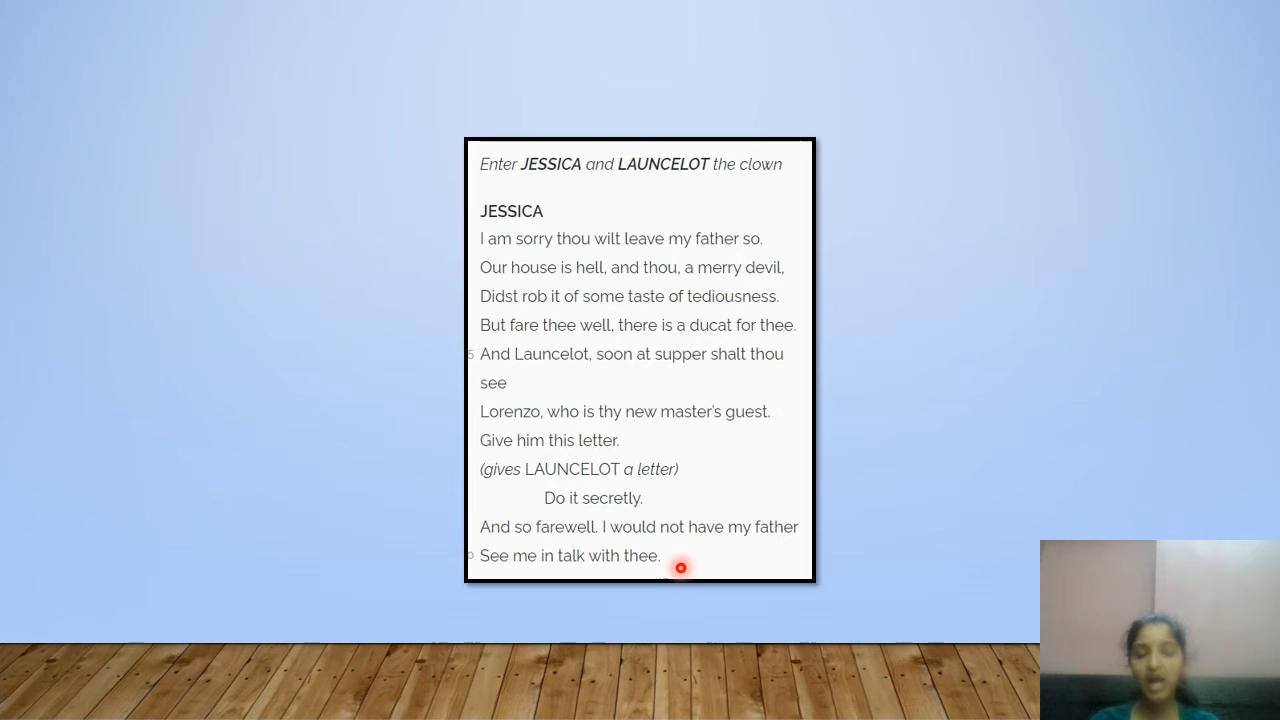 Enter JESSICA and LAUNCELOT the clown
JESSICA
I am sorry thou wilt leave my father so.
Our house is hell, and thou, a merry devil,
Didst rob it of some taste of tediousness.
But fare thee well, there is a ducat for thee.
5 And Launcelot, soon at supper shalt thou
see
Lorenzo, who is thy new master's guest.
Give him this letter.
(gives LAUNCELOT a letter)
Do it secretly.
And so farewell. I would not have my father
See me in talk with thee.